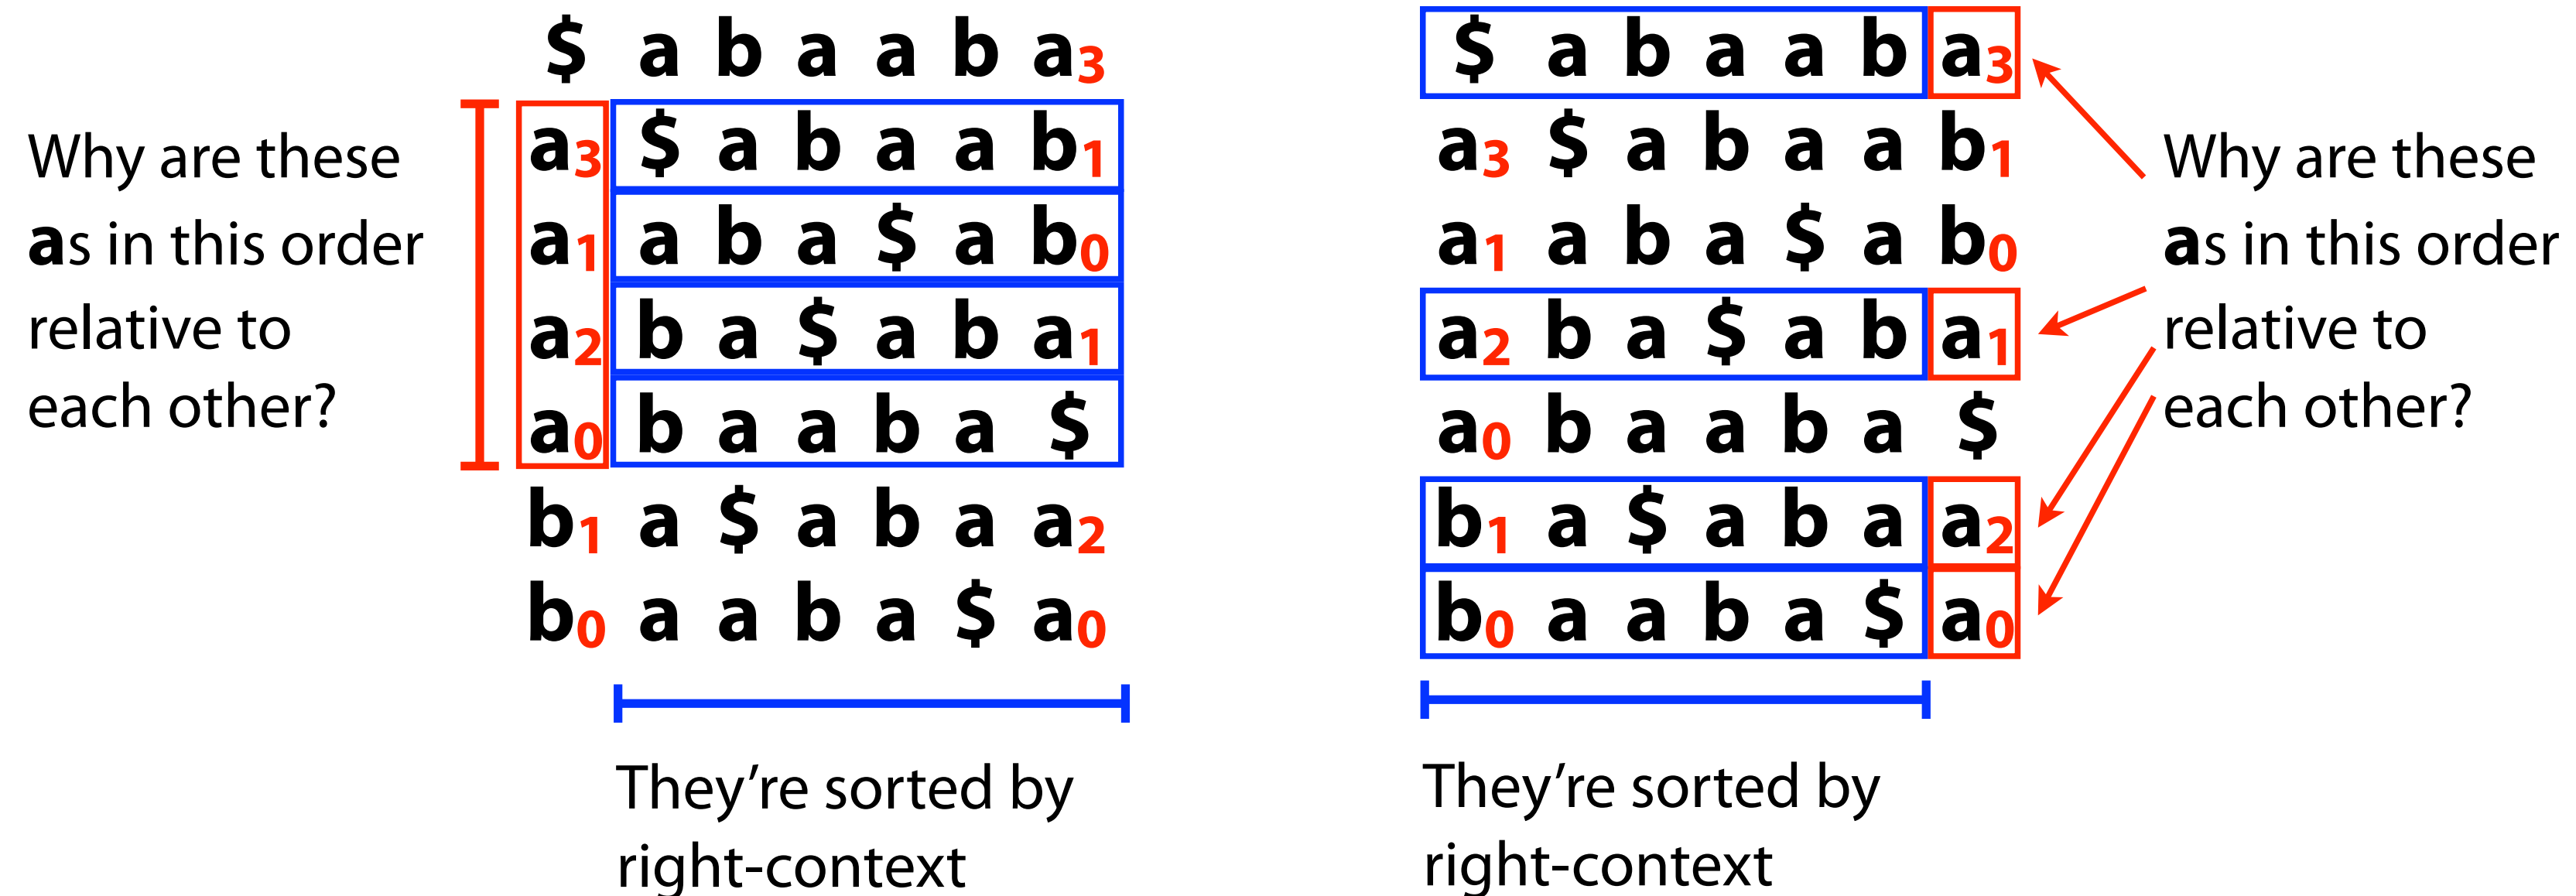 $ a b a a b a3
a3 $ a b a a b1
a1 a b a $ a b0
a2 b a $ a b a1
a0 b a a b a $
b1 a $ a b a a2
b0 a a b a $ a0
Why are these
as in this order
relative to
each other?
They’re sorted by
right-context
$ a b a a b a3
a3 $ a b a a b1
a1 a b a $ a b0
a2 b a $ a b a1
a0 b a a b a $
b1 a $ a b a a2
b0 a a b a $ a0
Why are these
as in this order
relative to
each other?
They’re sorted by
right-context